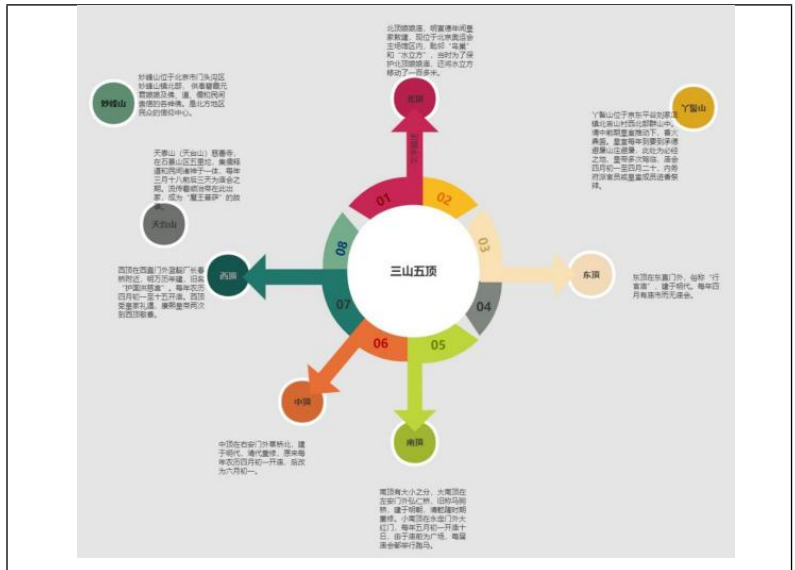 北顶娘娘庙，明宣德年间皇
家敕建，现位于北京奥运会
主场馆区内，毗邻“鸟巢”
和“水立方”，当时为了保
护北顶娘娘庙，还将水立方
移动了一百多米。
北顶
妙峰山
妙峰山位于北京市门头沟区
妙峰山镇北部，供奉碧霞元
君娘娘及佛、道、儒和民间
信的各神佛。是北方地区
民众的信仰中心。
丫髻山
丫髻山位于京东平谷刘家店
镇北吉山村西北部群山中。
清中前期皇室推动下，香火
鼎盛。皇室每年到要到承德
避暑山庄避暑，此处为必经
之地，皇帝多次驾临，庙会
四月初一至四月二十，内务
府派官员或皇室成员进香祭
拜。
天泰山（天台山）慈善寺，
在石景山区五里坨，集儒释
道和民间诸神于一体，每年
三月十八前后三天为庙会之
期。流传着顺治帝在此出
家，成为“魔王菩萨”的故
事。
天台山
01
02
03
04
05
06
07
08
三山五顶
西顶
西顶在西直门外蓝靛厂长春
桥附近，明万历年建，旧名
“护国洪慈宫”。每年农历
四月初一至十五开庙。西顶
受皇家礼遇，康熙皇帝两次
到西顶敬香。
东顶
东顶在东直门外，俗称“行
宫庙”，建于明代。每年四
月有庙市而无庙会。
中顶
中顶在右安门外草桥北，建
于明代，清代重修，原来每
年农历四月初一开庙，后改
为六月初一。
南顶
南顶有大小之分，大南顶在
左安门外弘仁桥，旧称马驹
桥，建于明朝，清乾隆时期
重修。小南顶在永定门外大
红门，每年五月初一开庙十
日，由于庙前为广场，每届
庙会都举行跑马。